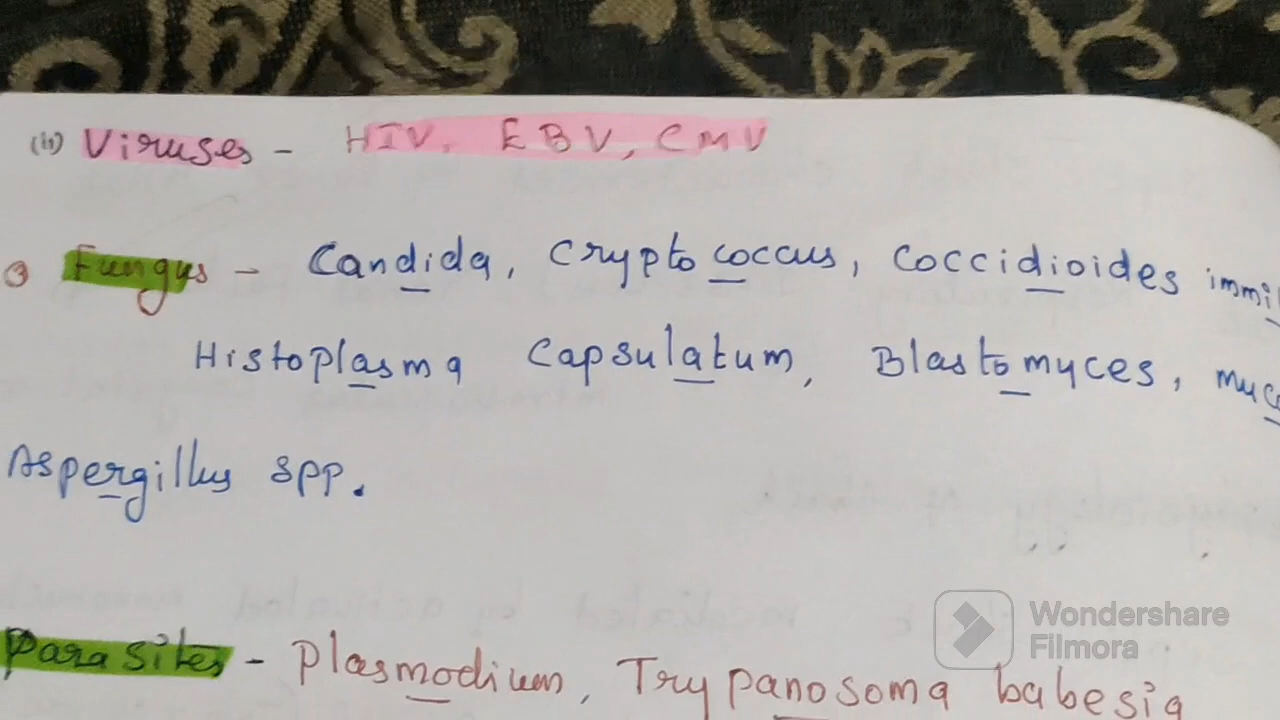 (ii) Viruses - HIV, EBV, CMV
Fungus - Candida, Cryptococcus, Coccidioides
Histoplasma Capsulatum, Blastomyces,
Aspergillus spp.
Parasites - Plasmodium, Trypanosoma babesia
Wondershare
Filmora